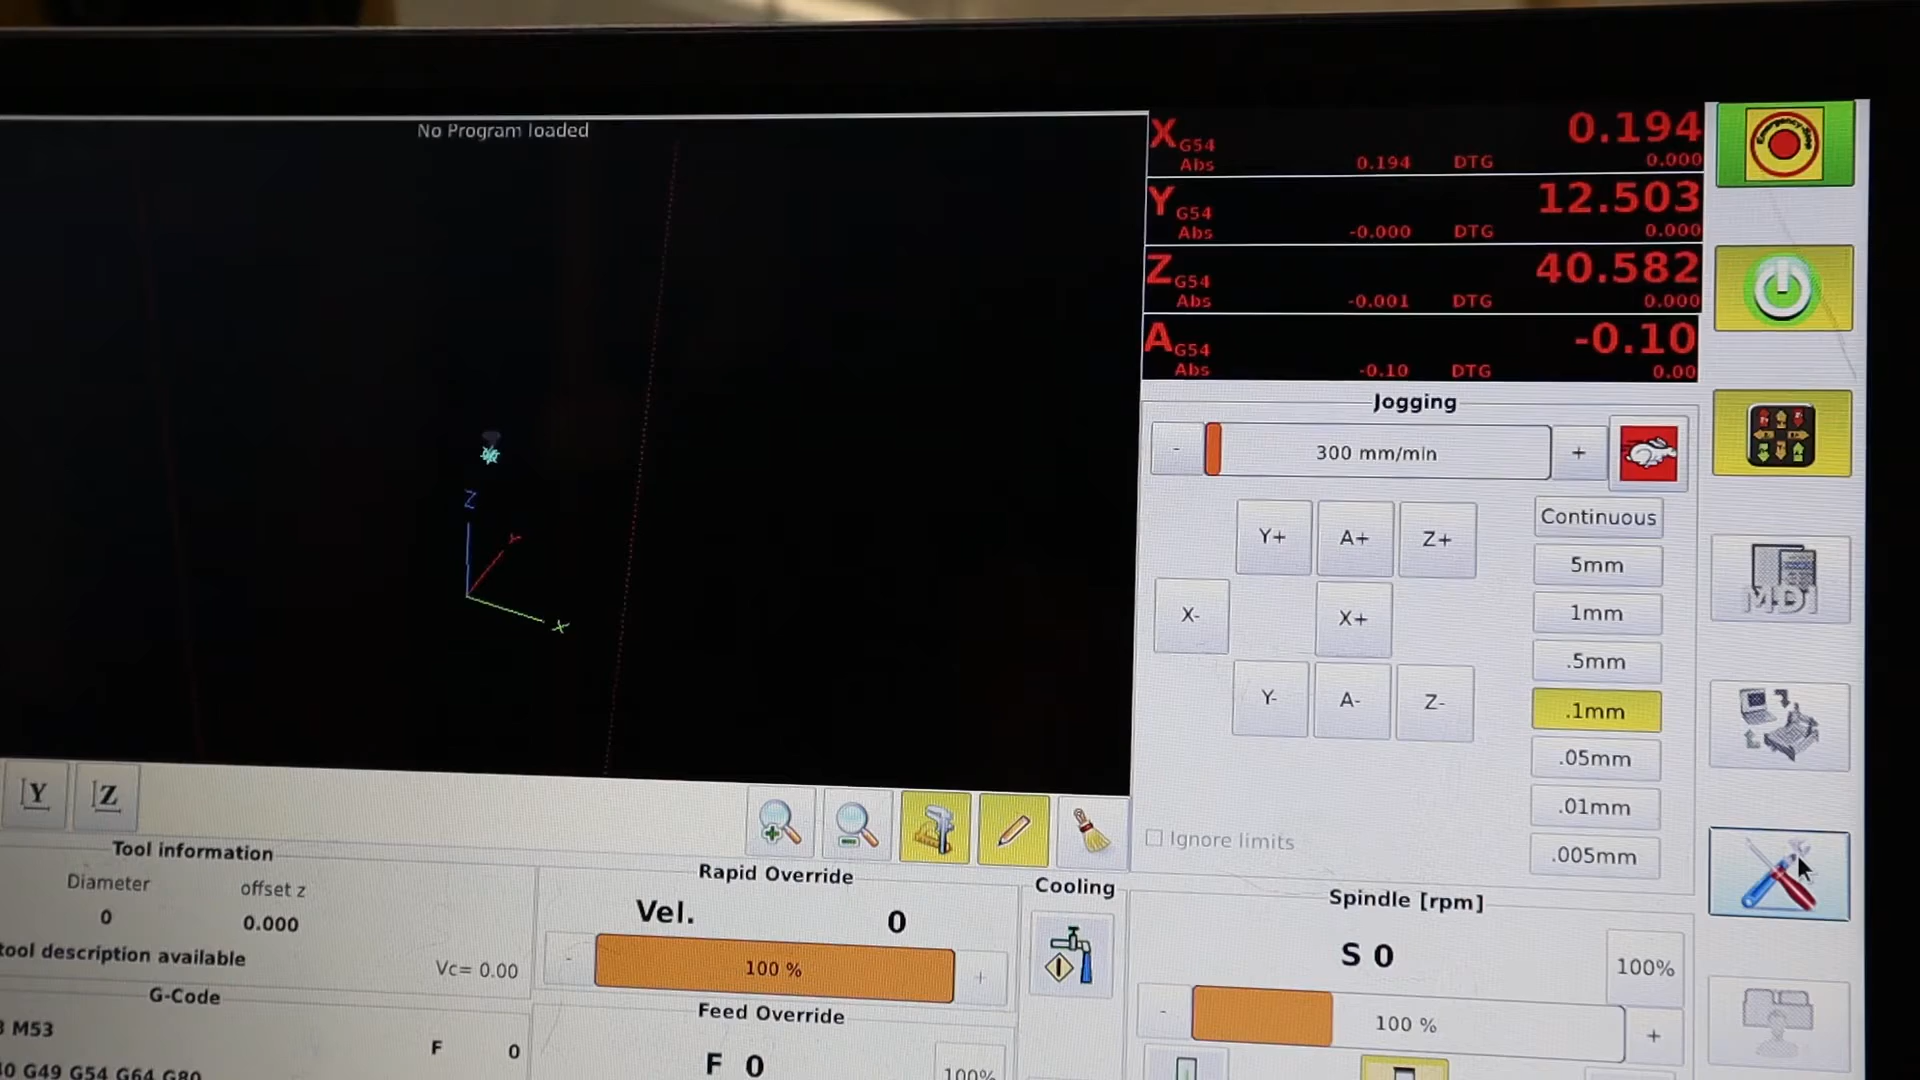 No Program loaded
X G54 0.194
Abs 0.194 DTG 0.000
Y G54 12.503
Abs -0.000 DTG 0.000
Z G54 40.582
Abs -0.001 DTG 0.000
A G54 -0.10
Abs -0.10 DTG 0.00
Emergency-Stop
Jogging
- 300 mm/min +
Continuous
Y+ A+ Z+
5mm
1mm
X- X+
.5mm
Y- A- Z-
.1mm
.05mm
.01mm
.005mm
Ignore limits
MDI
Z
Y
X
Y Z
Tool information
Diameter offset z
0 0.000
tool description available
Vc= 0.00
G-Code
M53
F 0
G49 G54 G64 G80
Rapid Override
Vel. 0
- 100 % +
Feed Override
F 0
100%
Cooling
Spindle [rpm]
S 0
100%
- 100 % +